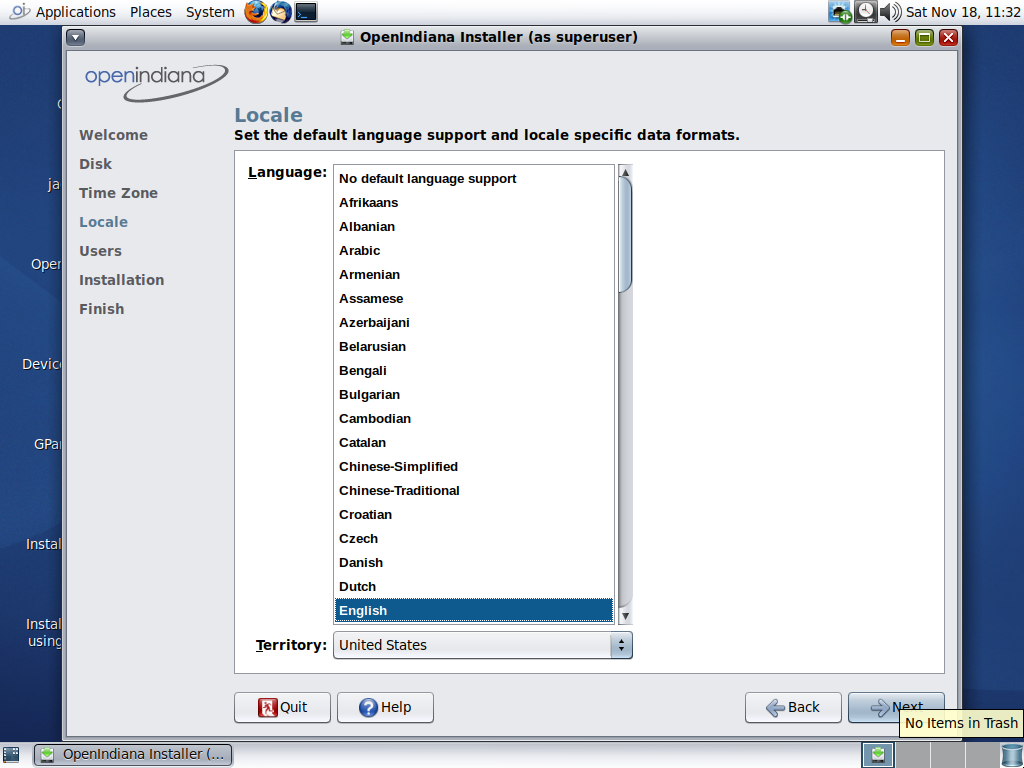 Applications Places System Sat Nov 18, 11:32
OpenIndiana Installer (as superuser)
openindiana
Locale
Set the default language support and locale specific data formats.
Welcome
Disk
Time Zone
Locale
Users
Installation
Finish
Language:
No default language support
Afrikaans
Albanian
Arabic
Armenian
Assamese
Azerbaijani
Belarusian
Bengali
Bulgarian
Cambodian
Catalan
Chinese-Simplified
Chinese-Traditional
Croatian
Czech
Danish
Dutch
English
Territory: United States
Quit Help Back Next
No Items in Trash
ja
Open
Device
GPa
Instal
Instal
using
OpenIndiana Installer (...